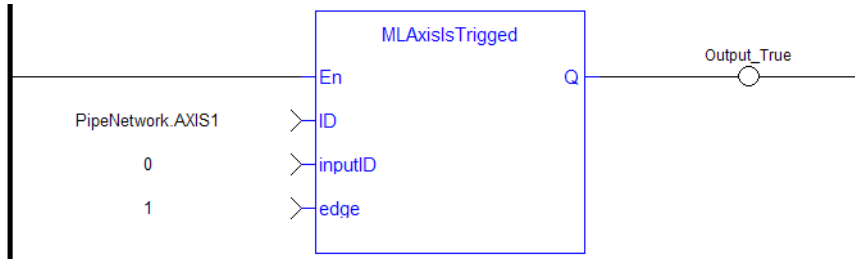 MLAxisIsTrigged
Output_True
En
Q
PipeNetwork.AXIS1
ID
0
inputID
1
edge